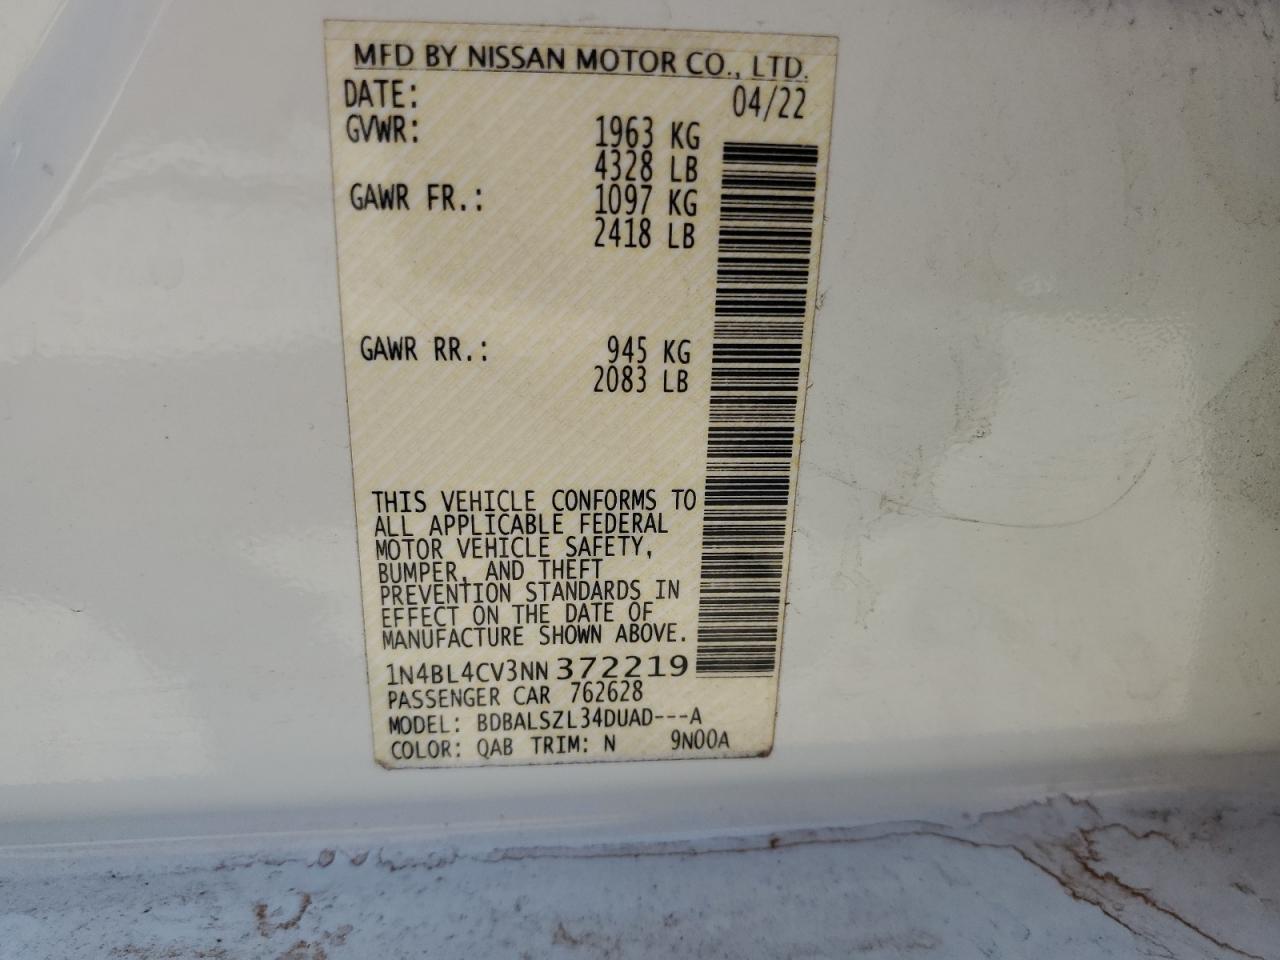 MFD BY NISSAN MOTOR CO., LTD.
DATE: 04/22
GVWR: 1963 KG
4328 LB
GAWR FR.: 1097 KG
2418 LB
GAWR RR.: 945 KG
2083 LB
THIS VEHICLE CONFORMS TO
ALL APPLICABLE FEDERAL
MOTOR VEHICLE SAFETY,
BUMPER, AND THEFT
PREVENTION STANDARDS IN
EFFECT ON THE DATE OF
MANUFACTURE SHOWN ABOVE.
1N4BL4CV3NN 372219
PASSENGER CAR 762628
MODEL: BDBALSZL34DUAD---A
COLOR: QAB TRIM: N 9N00A